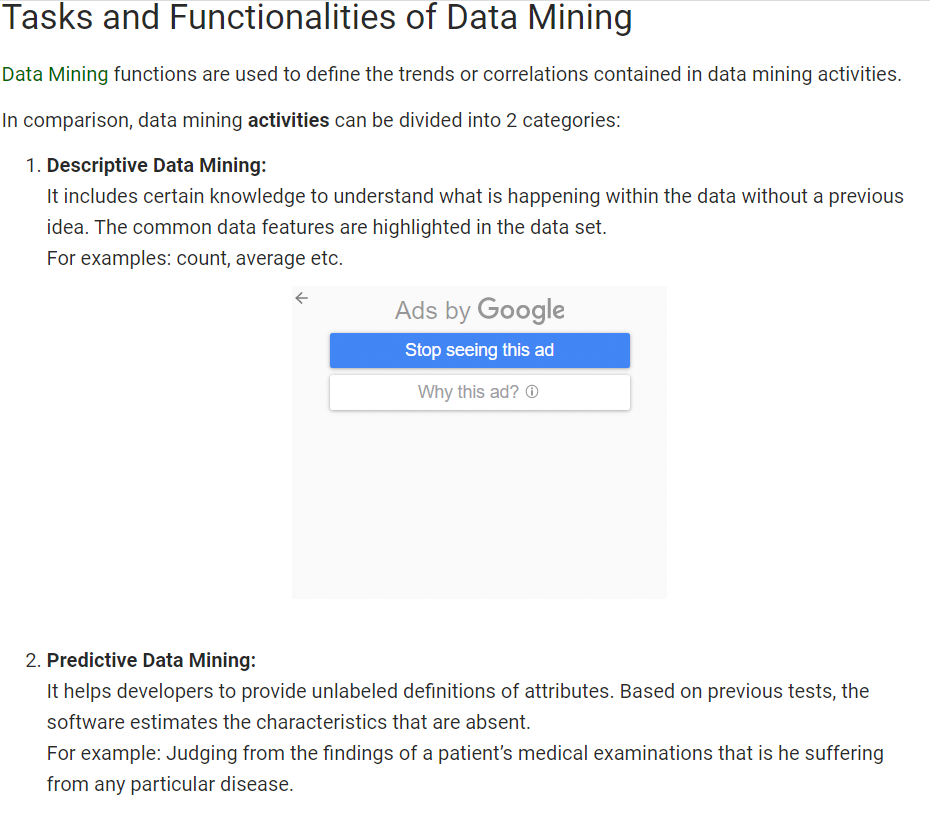 Tasks and Functionalities of Data Mining
Data Mining functions are used to define the trends or correlations contained in data mining activities.
In comparison, data mining activities can be divided into 2 categories:
1. Descriptive Data Mining:
It includes certain knowledge to understand what is happening within the data without a previous
idea. The common data features are highlighted in the data set.
For examples: count, average etc.
Ads by Google
Stop seeing this ad
Why this ad?
2. Predictive Data Mining:
It helps developers to provide unlabeled definitions of attributes. Based on previous tests, the
software estimates the characteristics that are absent.
For example: Judging from the findings of a patient’s medical examinations that is he suffering
from any particular disease.